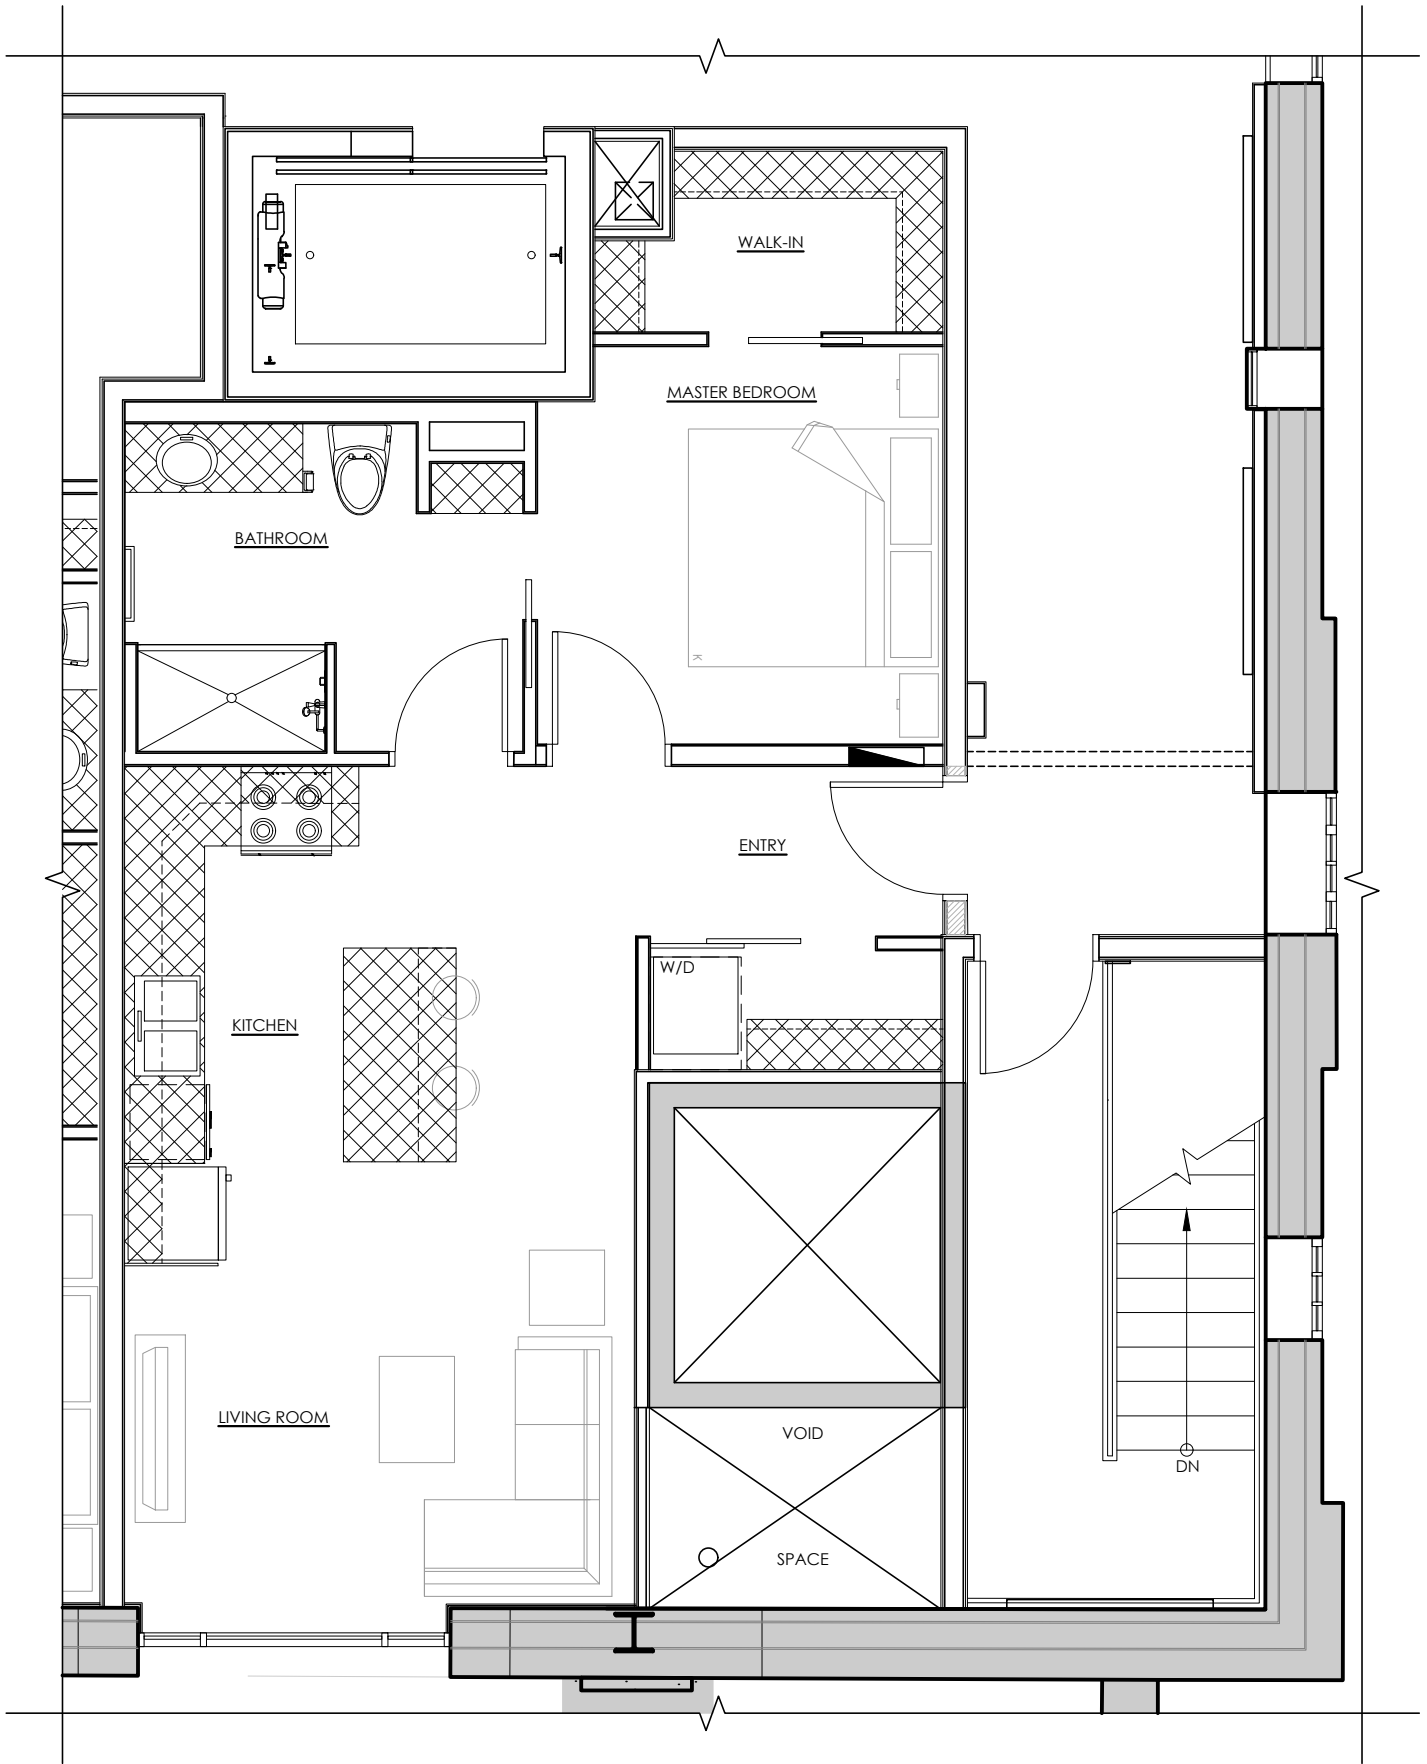 WALK-IN
MASTER BEDROOM
BATHROOM
K
ENTRY
W/D
KITCHEN
LIVING ROOM
VOID
DN
SPACE